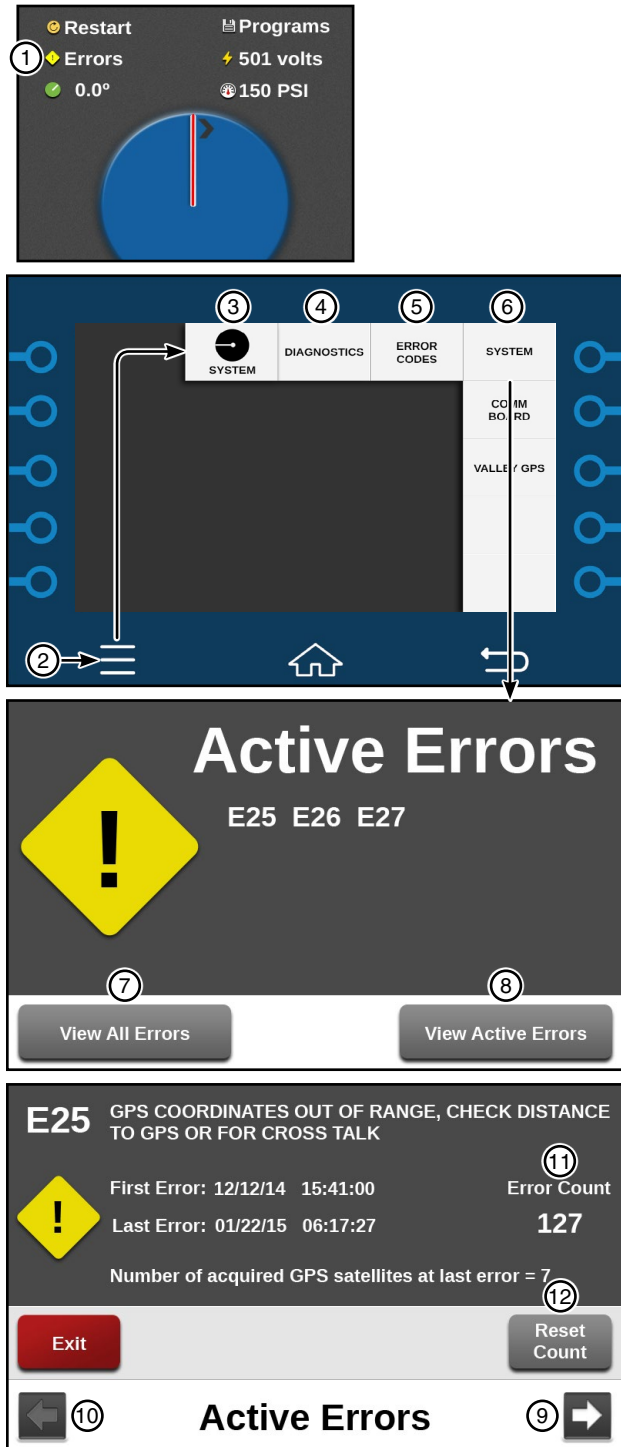 Restart
Programs
1
Errors
501 volts
0.0º
150 PSI
3
4
5
6
SYSTEM
DIAGNOSTICS
ERROR
CODES
SYSTEM
COMM
BOARD
VALLEY GPS
2
Active Errors
!
E25 E26 E27
7
8
View All Errors
View Active Errors
E25
GPS COORDINATES OUT OF RANGE, CHECK DISTANCE
TO GPS OR FOR CROSS TALK
11
!
First Error: 12/12/14 15:41:00
Error Count
Last Error: 01/22/15 06:17:27
127
Number of acquired GPS satellites at last error = 7
12
Exit
Reset
Count
10
Active Errors
9